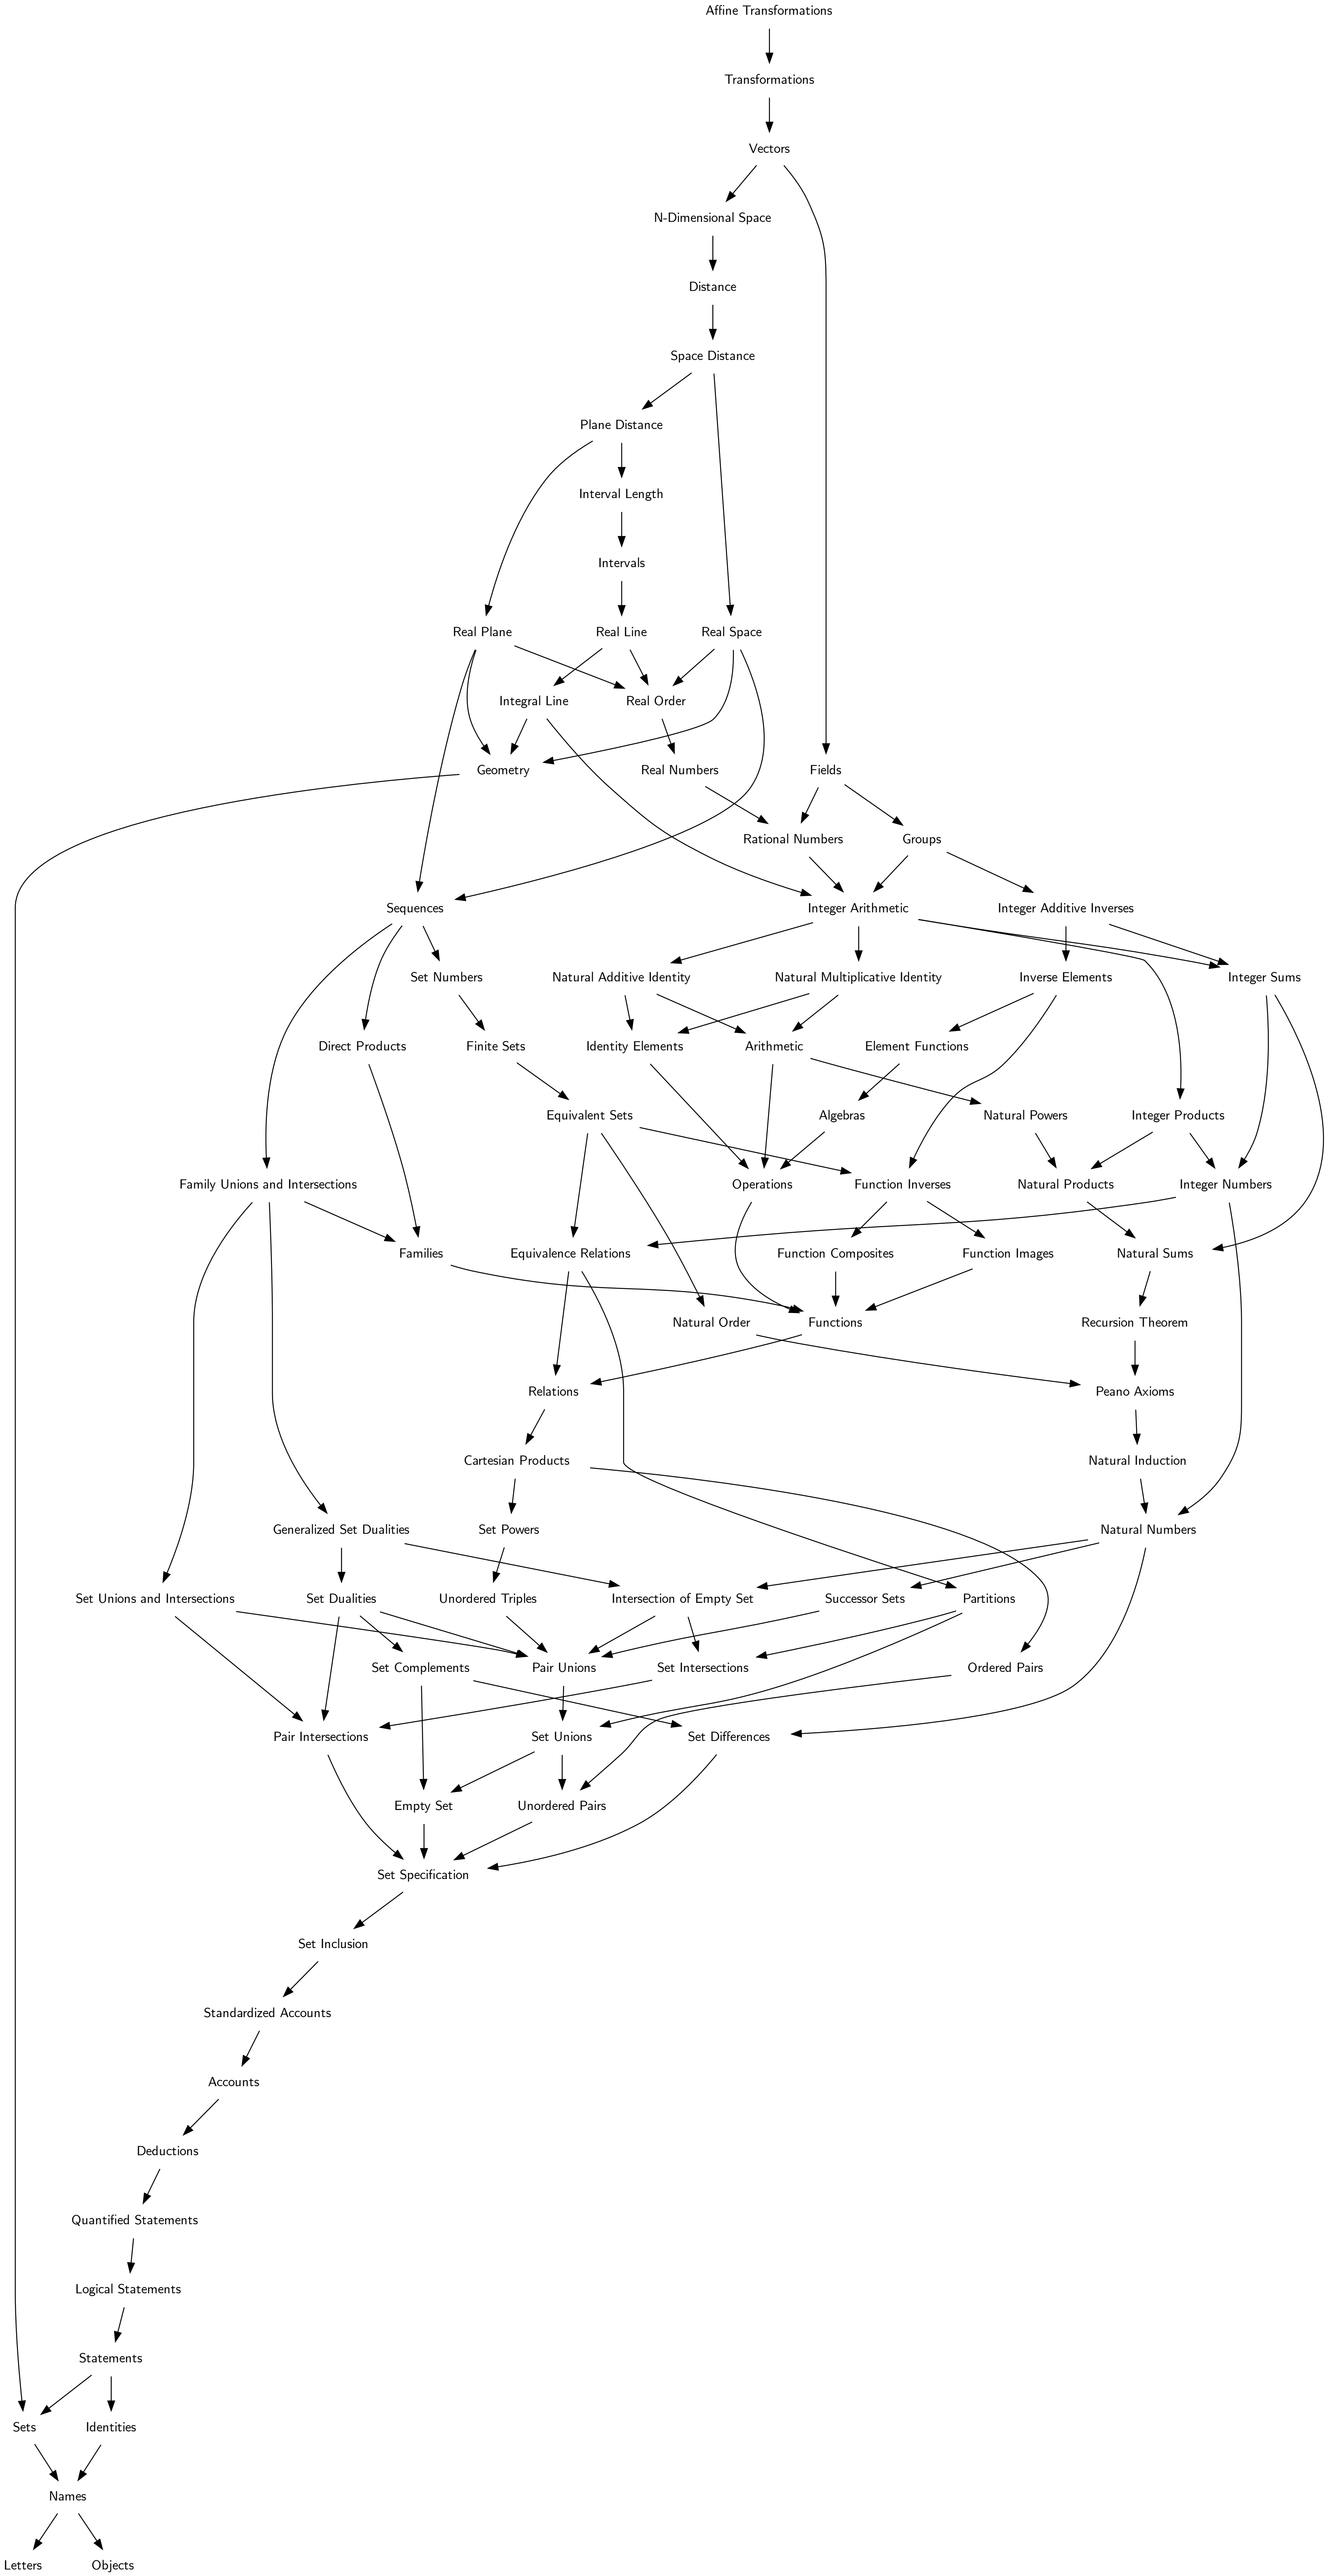 Affine Transformations
Transformations
Vectors
N-Dimensional Space
Distance
Space Distance
Plane Distance
Interval Length
Intervals
Real Plane
Real Line
Real Space
Integral Line
Real Order
Geometry
Real Numbers
Fields
Rational Numbers
Groups
Sequences
Integer Arithmetic
Integer Additive Inverses
Set Numbers
Natural Additive Identity
Natural Multiplicative Identity
Inverse Elements
Integer Sums
Direct Products
Finite Sets
Identity Elements
Arithmetic
Element Functions
Equivalent Sets
Algebras
Natural Powers
Integer Products
Family Unions and Intersections
Operations
Function Inverses
Natural Products
Integer Numbers
Families
Equivalence Relations
Function Composites
Function Images
Natural Sums
Natural Order
Functions
Recursion Theorem
Relations
Peano Axioms
Cartesian Products
Natural Induction
Generalized Set Dualities
Set Powers
Natural Numbers
Set Unions and Intersections
Set Dualities
Unordered Triples
Intersection of Empty Set
Successor Sets
Partitions
Set Complements
Pair Unions
Set Intersections
Ordered Pairs
Pair Intersections
Set Unions
Set Differences
Empty Set
Unordered Pairs
Set Specification
Set Inclusion
Standardized Accounts
Accounts
Deductions
Quantified Statements
Logical Statements
Statements
Sets
Identities
Names
Letters
Objects